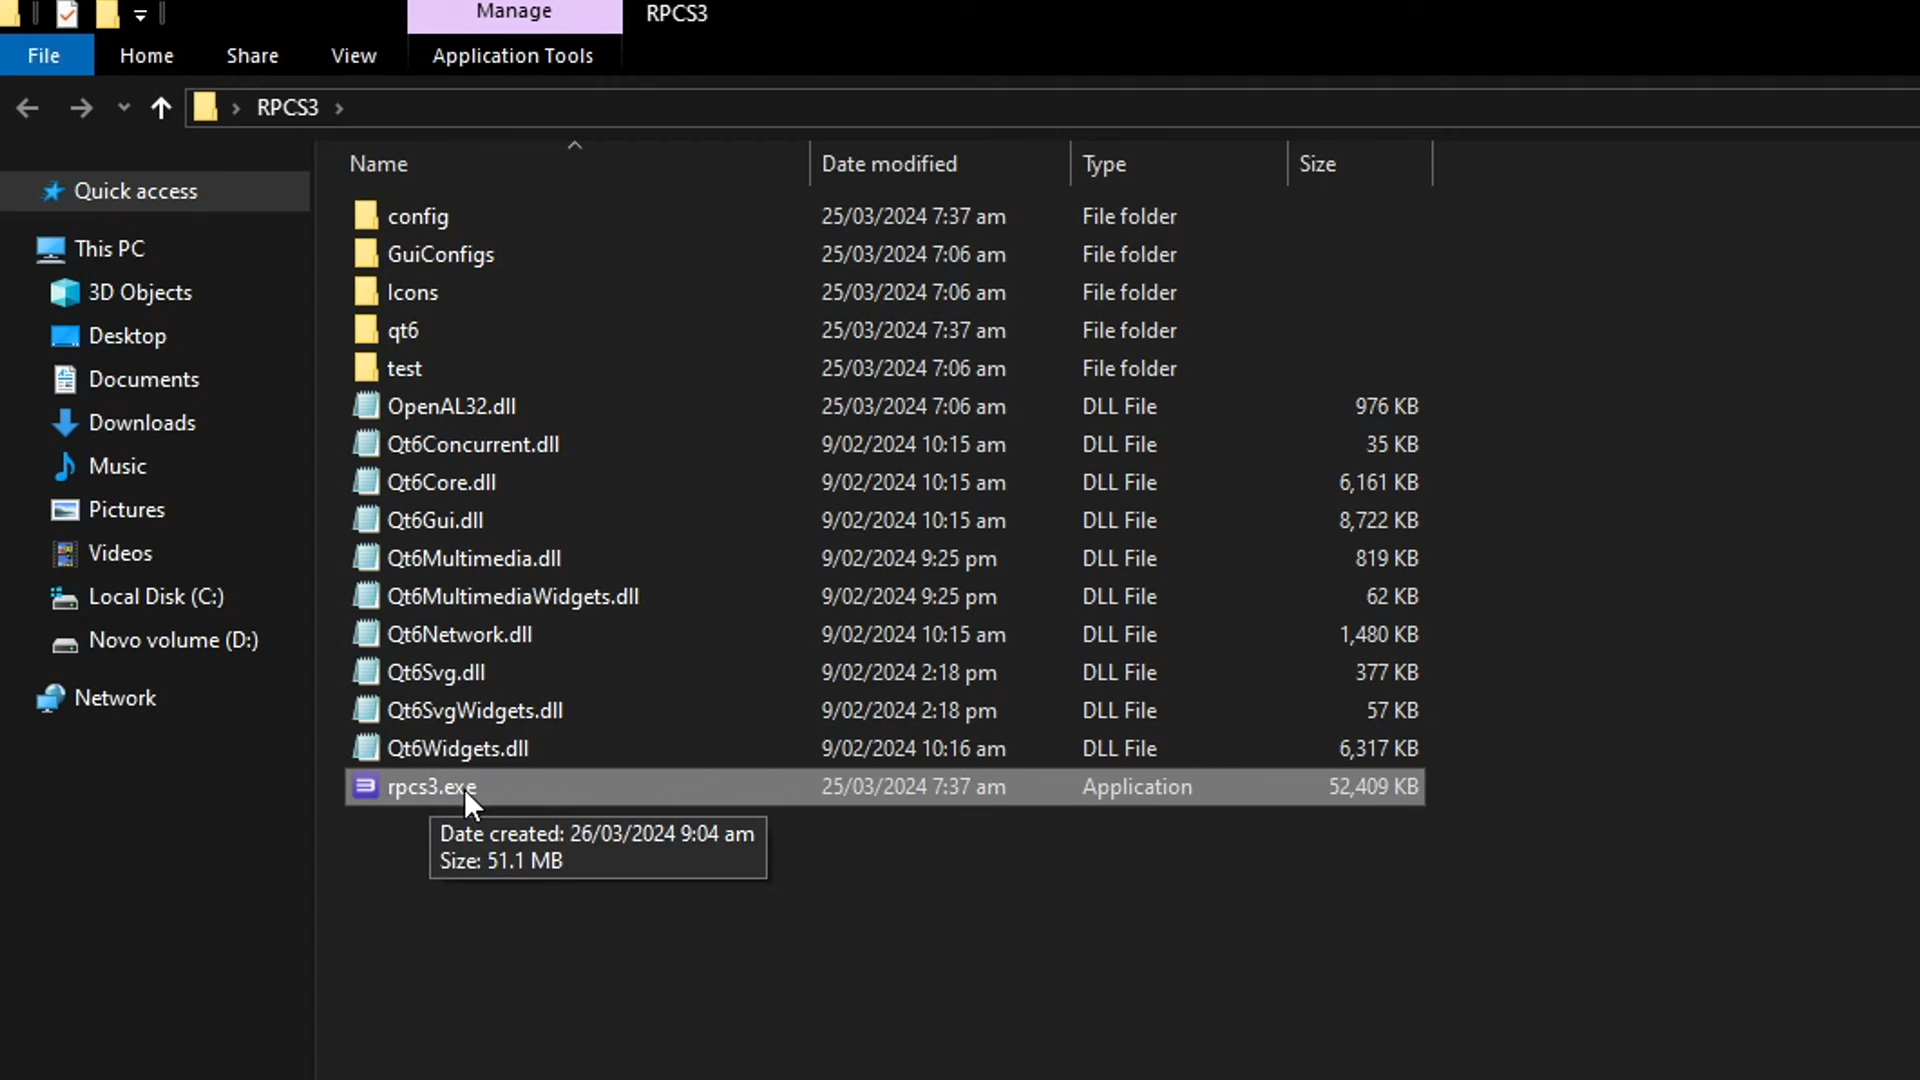 Manage
RPCS3
File
Home
Share
View
Application Tools
RPCS3
Name
Date modified
Type
Size
Quick access
This PC
3D Objects
Desktop
Documents
Downloads
Music
Pictures
Videos
Local Disk (C:)
Novo volume (D:)
Network
config 25/03/2024 7:37 am File folder
GuiConfigs 25/03/2024 7:06 am File folder
Icons 25/03/2024 7:06 am File folder
qt6 25/03/2024 7:37 am File folder
test 25/03/2024 7:06 am File folder
OpenAL32.dll 25/03/2024 7:06 am DLL File 976 KB
Qt6Concurrent.dll 9/02/2024 10:15 am DLL File 35 KB
Qt6Core.dll 9/02/2024 10:15 am DLL File 6,161 KB
Qt6Gui.dll 9/02/2024 10:15 am DLL File 8,722 KB
Qt6Multimedia.dll 9/02/2024 9:25 pm DLL File 819 KB
Qt6MultimediaWidgets.dll 9/02/2024 9:25 pm DLL File 62 KB
Qt6Network.dll 9/02/2024 10:15 am DLL File 1,480 KB
Qt6Svg.dll 9/02/2024 2:18 pm DLL File 377 KB
Qt6SvgWidgets.dll 9/02/2024 2:18 pm DLL File 57 KB
Qt6Widgets.dll 9/02/2024 10:16 am DLL File 6,317 KB
rpcs3.exe 25/03/2024 7:37 am Application 52,409 KB
Date created: 26/03/2024 9:04 am
Size: 51.1 MB